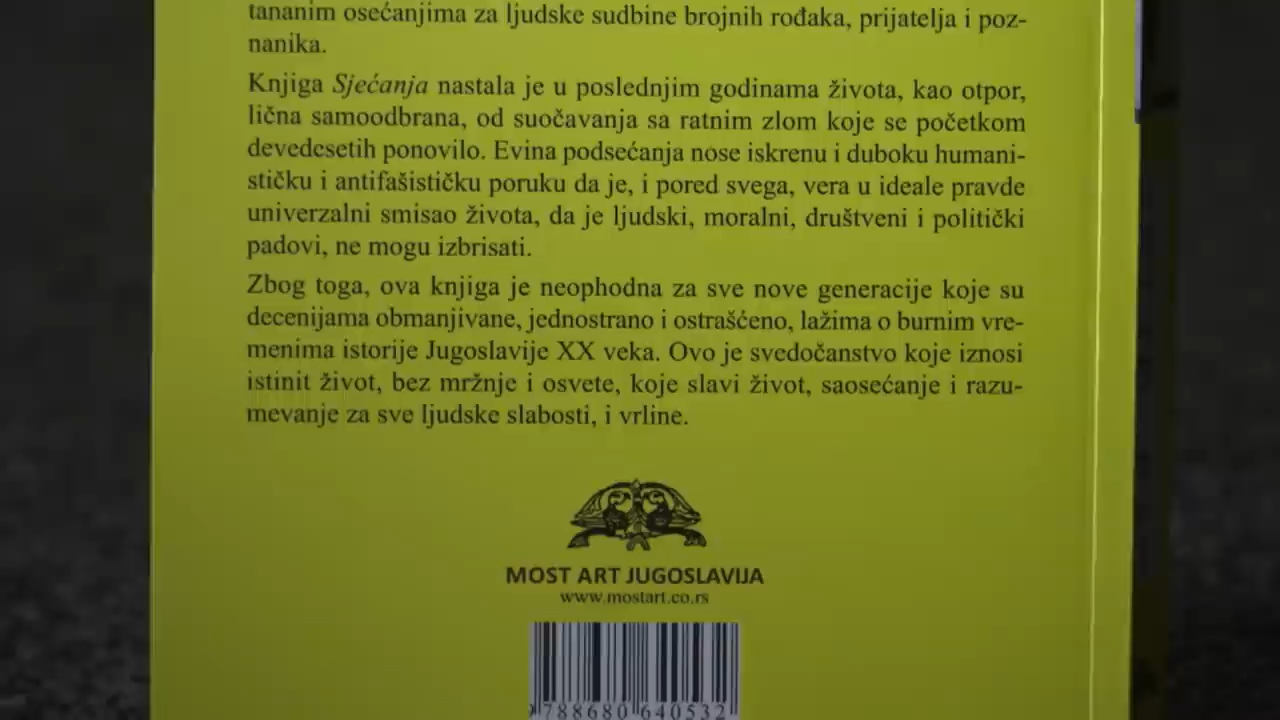 tananim osećanjima za ljudske sudbine brojnih rođaka, prijatelja i poz-
nanika.
Knjiga Sjećanja nastala je u poslednjim godinama života, kao otpor,
lična samoodbrana, od suočavanja sa ratnim zlom koje se početkom
devedesetih ponovilo. Evina podsećanja nose iskrenu i duboku humani-
stičku i antifašističku poruku da je, i pored svega, vera u ideale pravde
univerzalni smisao života, da je ljudski, moralni, društveni i politički
padovi, ne mogu izbrisati.
Zbog toga, ova knjiga je neophodna za sve nove generacije koje su
decenijama obmanjivane, jednostrano i ostrašćeno, lažima o burnim vre-
menima istorije Jugoslavije XX veka. Ovo je svedočanstvo koje iznosi
istinit život, bez mržnje i osvete, koje slavi život, saosećanje i razu-
mevanje za sve ljudske slabosti, i vrline.
MOST ART JUGOSLAVIJA
www.mostart.co.rs
9 788680 640532